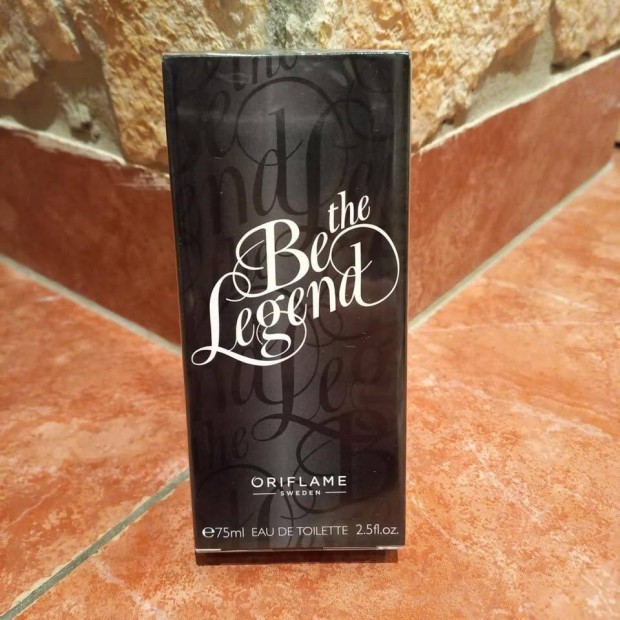 Be the
Legend
ORIFLAME
SWEDEN
℮75ml EAU DE TOILETTE 2.5fl.oz.